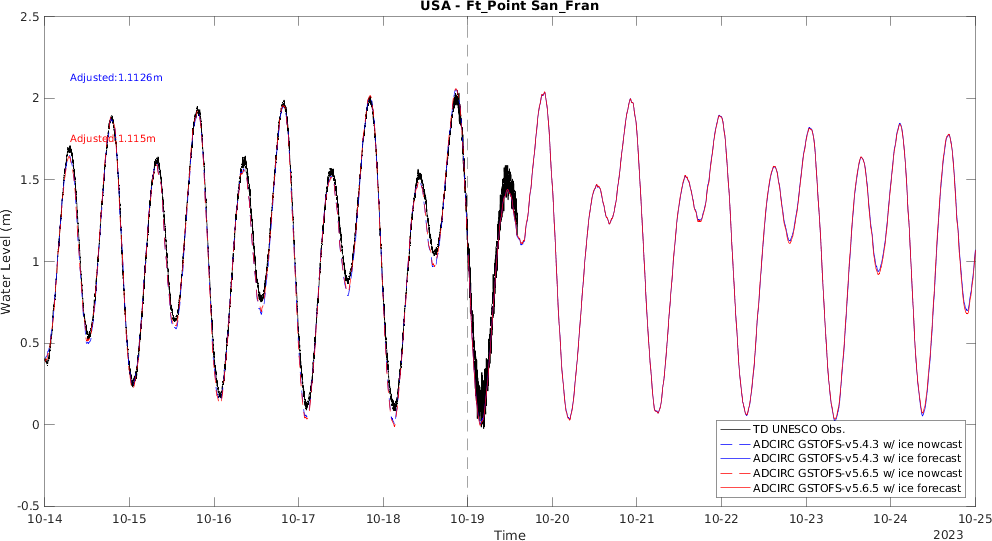 USA - Ft_Point San_Fran
2.5
2
1.5
1
0.5
0
-0.5
Water Level (m)
Adjusted:1.1126m
Adjusted:1.115m
TD UNESCO Obs.
ADCIRC GSTOFS-v5.4.3 w/ ice nowcast
ADCIRC GSTOFS-v5.4.3 w/ ice forecast
ADCIRC GSTOFS-v5.6.5 w/ ice nowcast
ADCIRC GSTOFS-v5.6.5 w/ ice forecast
10-14 10-15 10-16 10-17 10-18 10-19 10-20 10-21 10-22 10-23 10-24 10-25
Time
2023